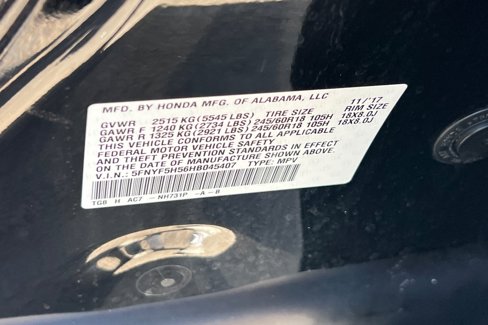 MFD. BY HONDA MFG. OF ALABAMA, LLC 11/'17
GVWR 2515 KG(5545 LBS) TIRE SIZE RIM SIZE
GAWR F 1240 KG(2734 LBS) 245/60R18 105H 18X8.0J
GAWR R 1325 KG(2921 LBS) 245/60R18 105H 18X8.0J
THIS VEHICLE CONFORMS TO ALL APPLICABLE
FEDERAL MOTOR VEHICLE SAFETY
AND THEFT PREVENTION STANDARDS IN EFFECT
ON THE DATE OF MANUFACTURE SHOWN ABOVE.
V.I.N.: 5FNYF5H56HB045407 TYPE: MPV
TG8 H AC7 -NH731P -A-B